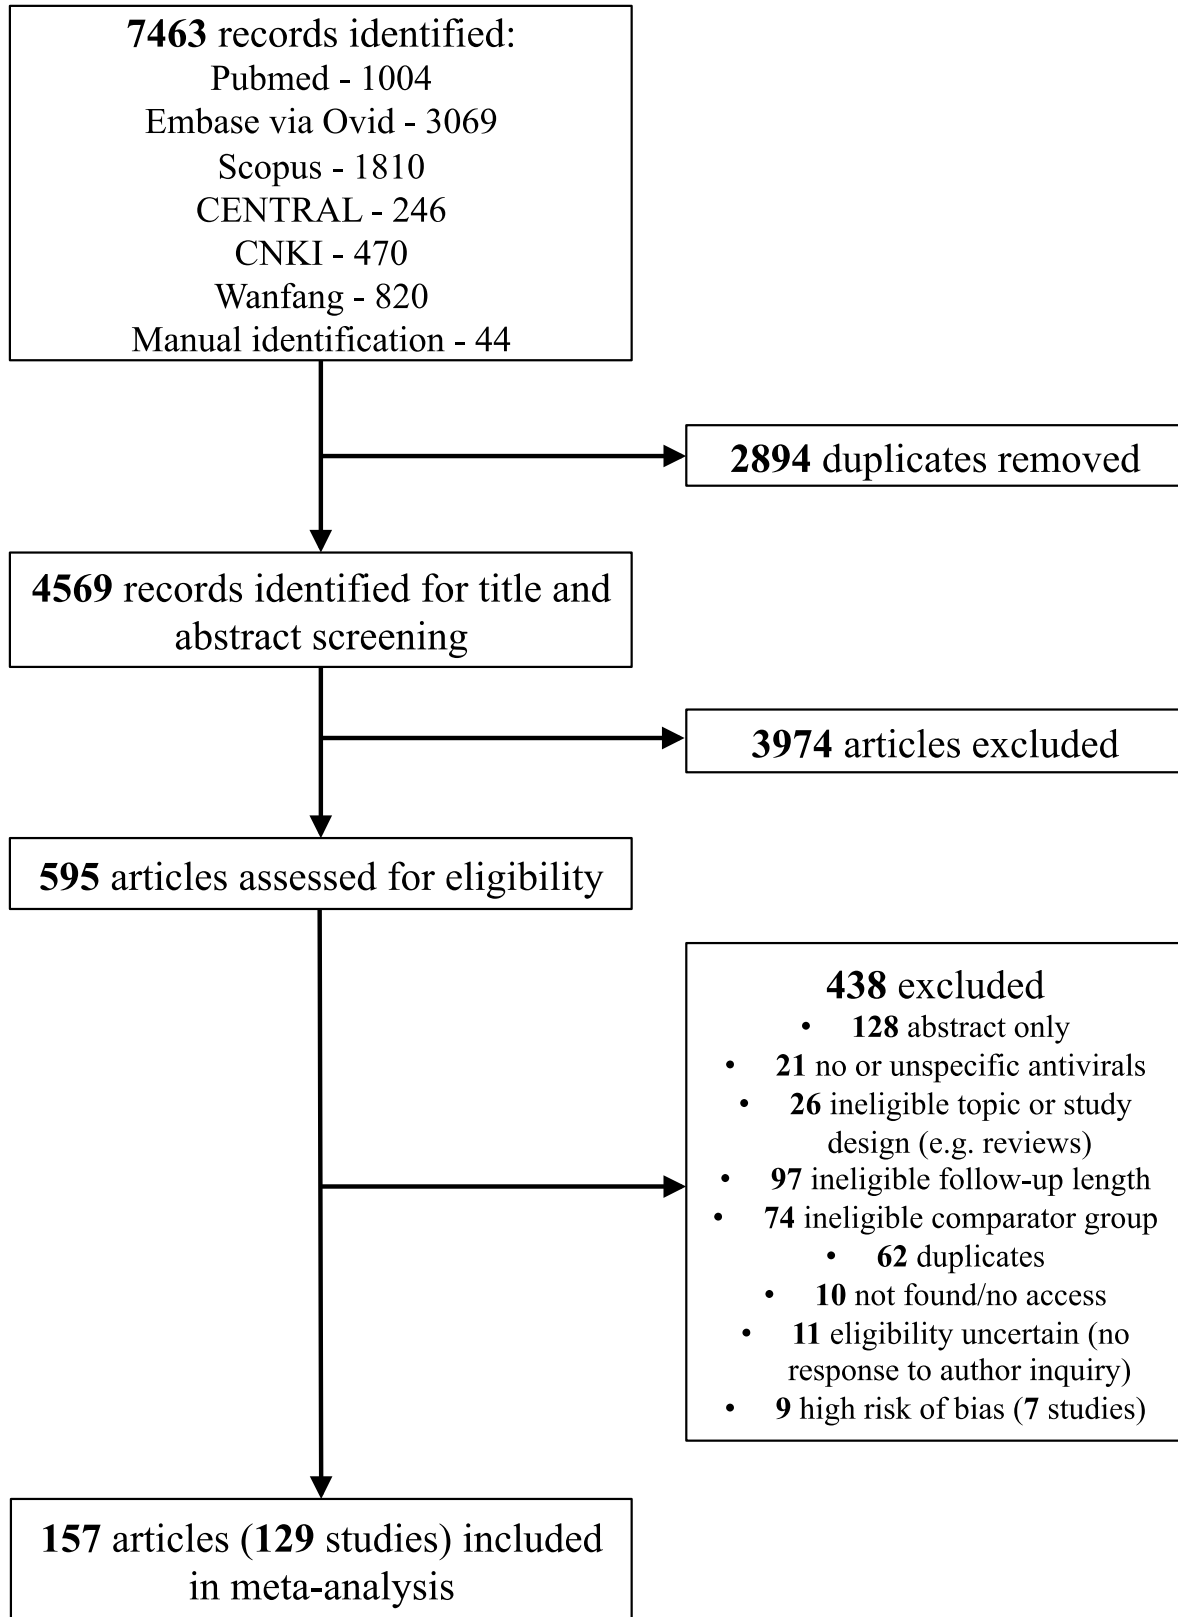 7463 records identified:
Pubmed - 1004
Embase via Ovid - 3069
Scopus - 1810
CENTRAL - 246
CNKI - 470
Wanfang - 820
Manual identification - 44
2894 duplicates removed
4569 records identified for title and
abstract screening
3974 articles excluded
595 articles assessed for eligibility
438 excluded
• 128 abstract only
• 21 no or unspecific antivirals
• 26 ineligible topic or study
design (e.g. reviews)
• 97 ineligible follow-up length
• 74 ineligible comparator group
• 62 duplicates
• 10 not found/no access
• 11 eligibility uncertain (no
response to author inquiry)
• 9 high risk of bias (7 studies)
157 articles (129 studies) included
in meta-analysis